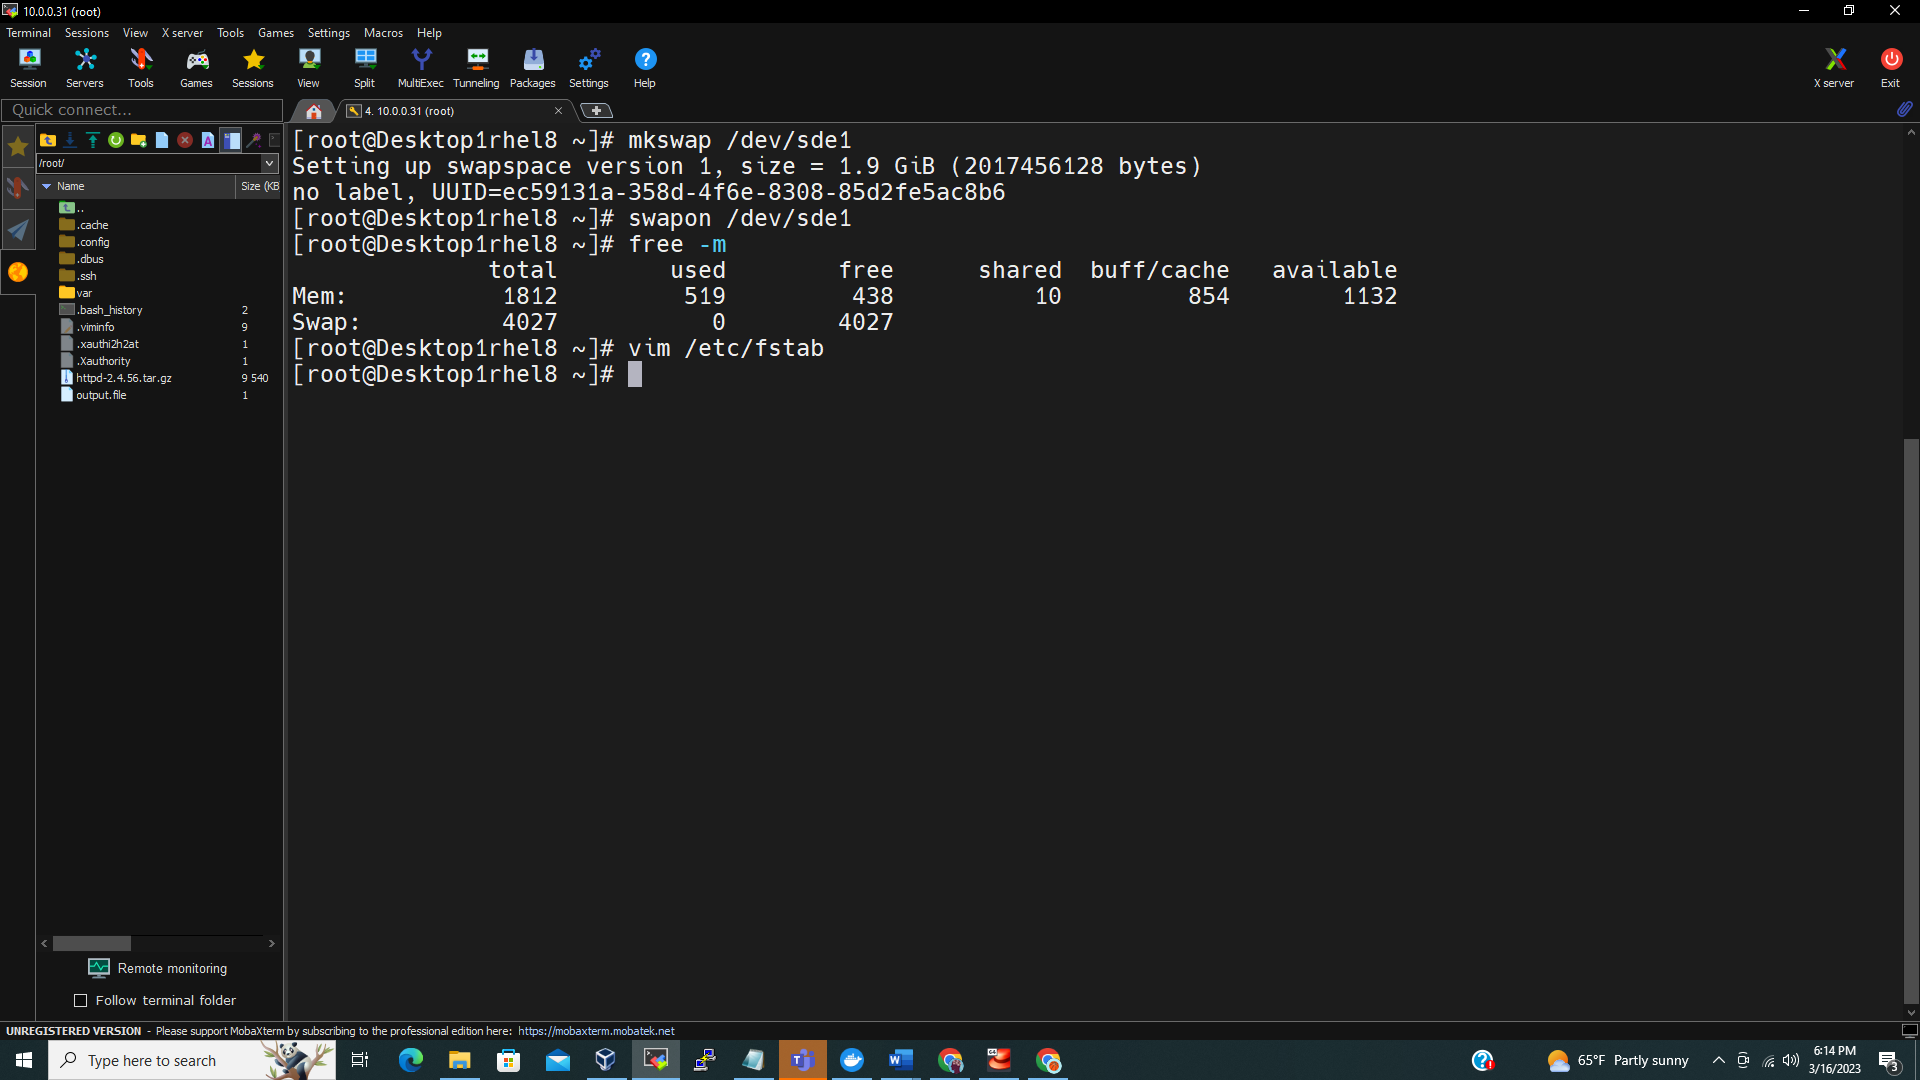 10.0.0.31 (root)
Terminal Sessions View X server Tools Games Settings Macros Help
Session Servers Tools Games Sessions View Split MultiExec Tunneling Packages Settings Help X server Exit
Quick connect...
4. 10.0.0.31 (root)
/root/
Name Size (KB
..
.cache
.config
.dbus
.ssh
var
.bash_history 2
.viminfo 9
.xauthi2h2at 1
.Xauthority 1
httpd-2.4.56.tar.gz 9 540
output.file 1
Remote monitoring
Follow terminal folder
[root@Desktop1rhel8 ~]# mkswap /dev/sde1
Setting up swapspace version 1, size = 1.9 GiB (2017456128 bytes)
no label, UUID=ec59131a-358d-4f6e-8308-85d2fe5ac8b6
[root@Desktop1rhel8 ~]# swapon /dev/sde1
[root@Desktop1rhel8 ~]# free -m
total used free shared buff/cache available
Mem: 1812 519 438 10 854 1132
Swap: 4027 0 4027
[root@Desktop1rhel8 ~]# vim /etc/fstab
[root@Desktop1rhel8 ~]#
UNREGISTERED VERSION - Please support MobaXterm by subscribing to the professional edition here: https://mobaxterm.mobatek.net
Type here to search
65°F Partly sunny
6:14 PM
3/16/2023
3